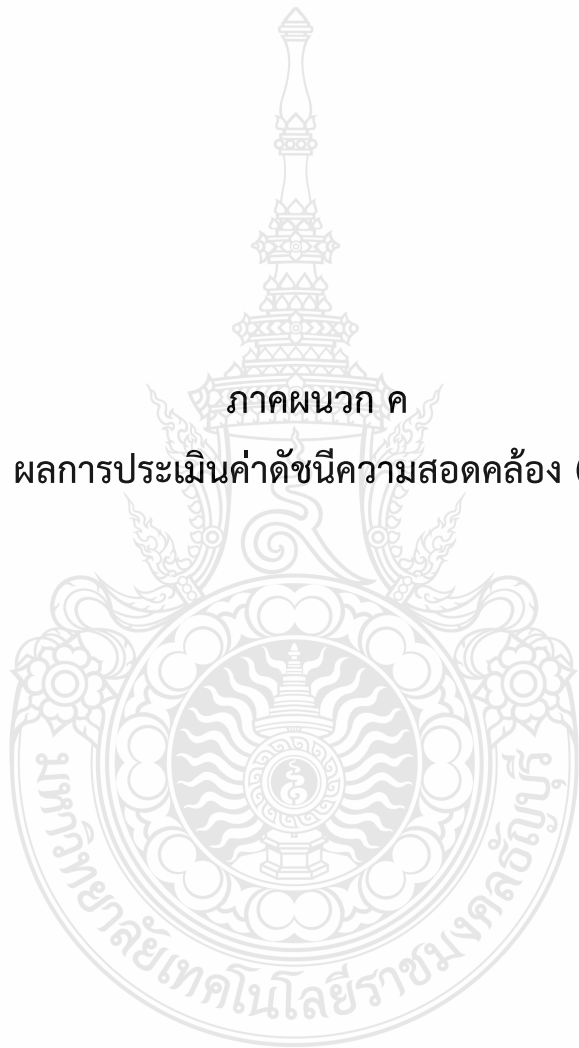 ภาคผนวก ค
ผลการประเมินค่าดัชนีความสอดคล้อง (
มหาวิทยาลัยเทคโนโลยีราชมงคลธัญบุรี